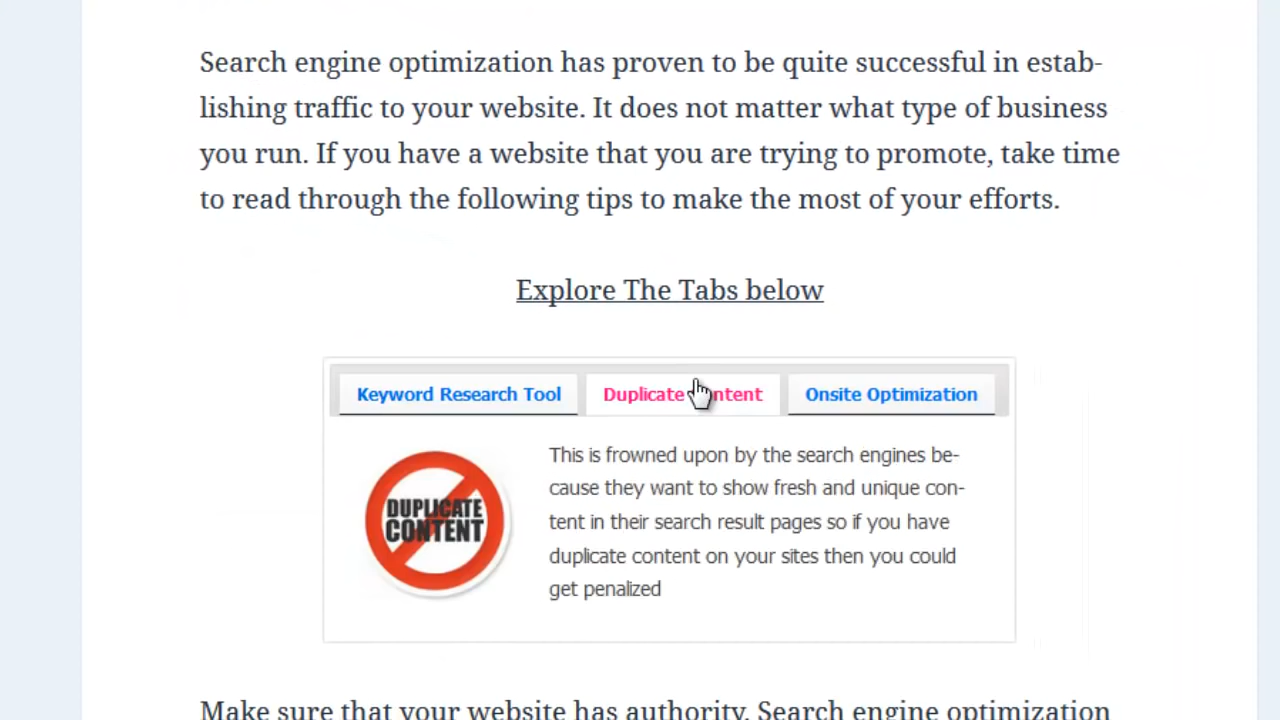 Search engine optimization has proven to be quite successful in estab-
lishing traffic to your website. It does not matter what type of business
you run. If you have a website that you are trying to promote, take time
to read through the following tips to make the most of your efforts.
Explore The Tabs below
Keyword Research Tool Duplicate Content Onsite Optimization
DUPLICATE
CONTENT
This is frowned upon by the search engines be-
cause they want to show fresh and unique con-
tent in their search result pages so if you have
duplicate content on your sites then you could
get penalized
Make sure that your website has authority. Search engine optimization